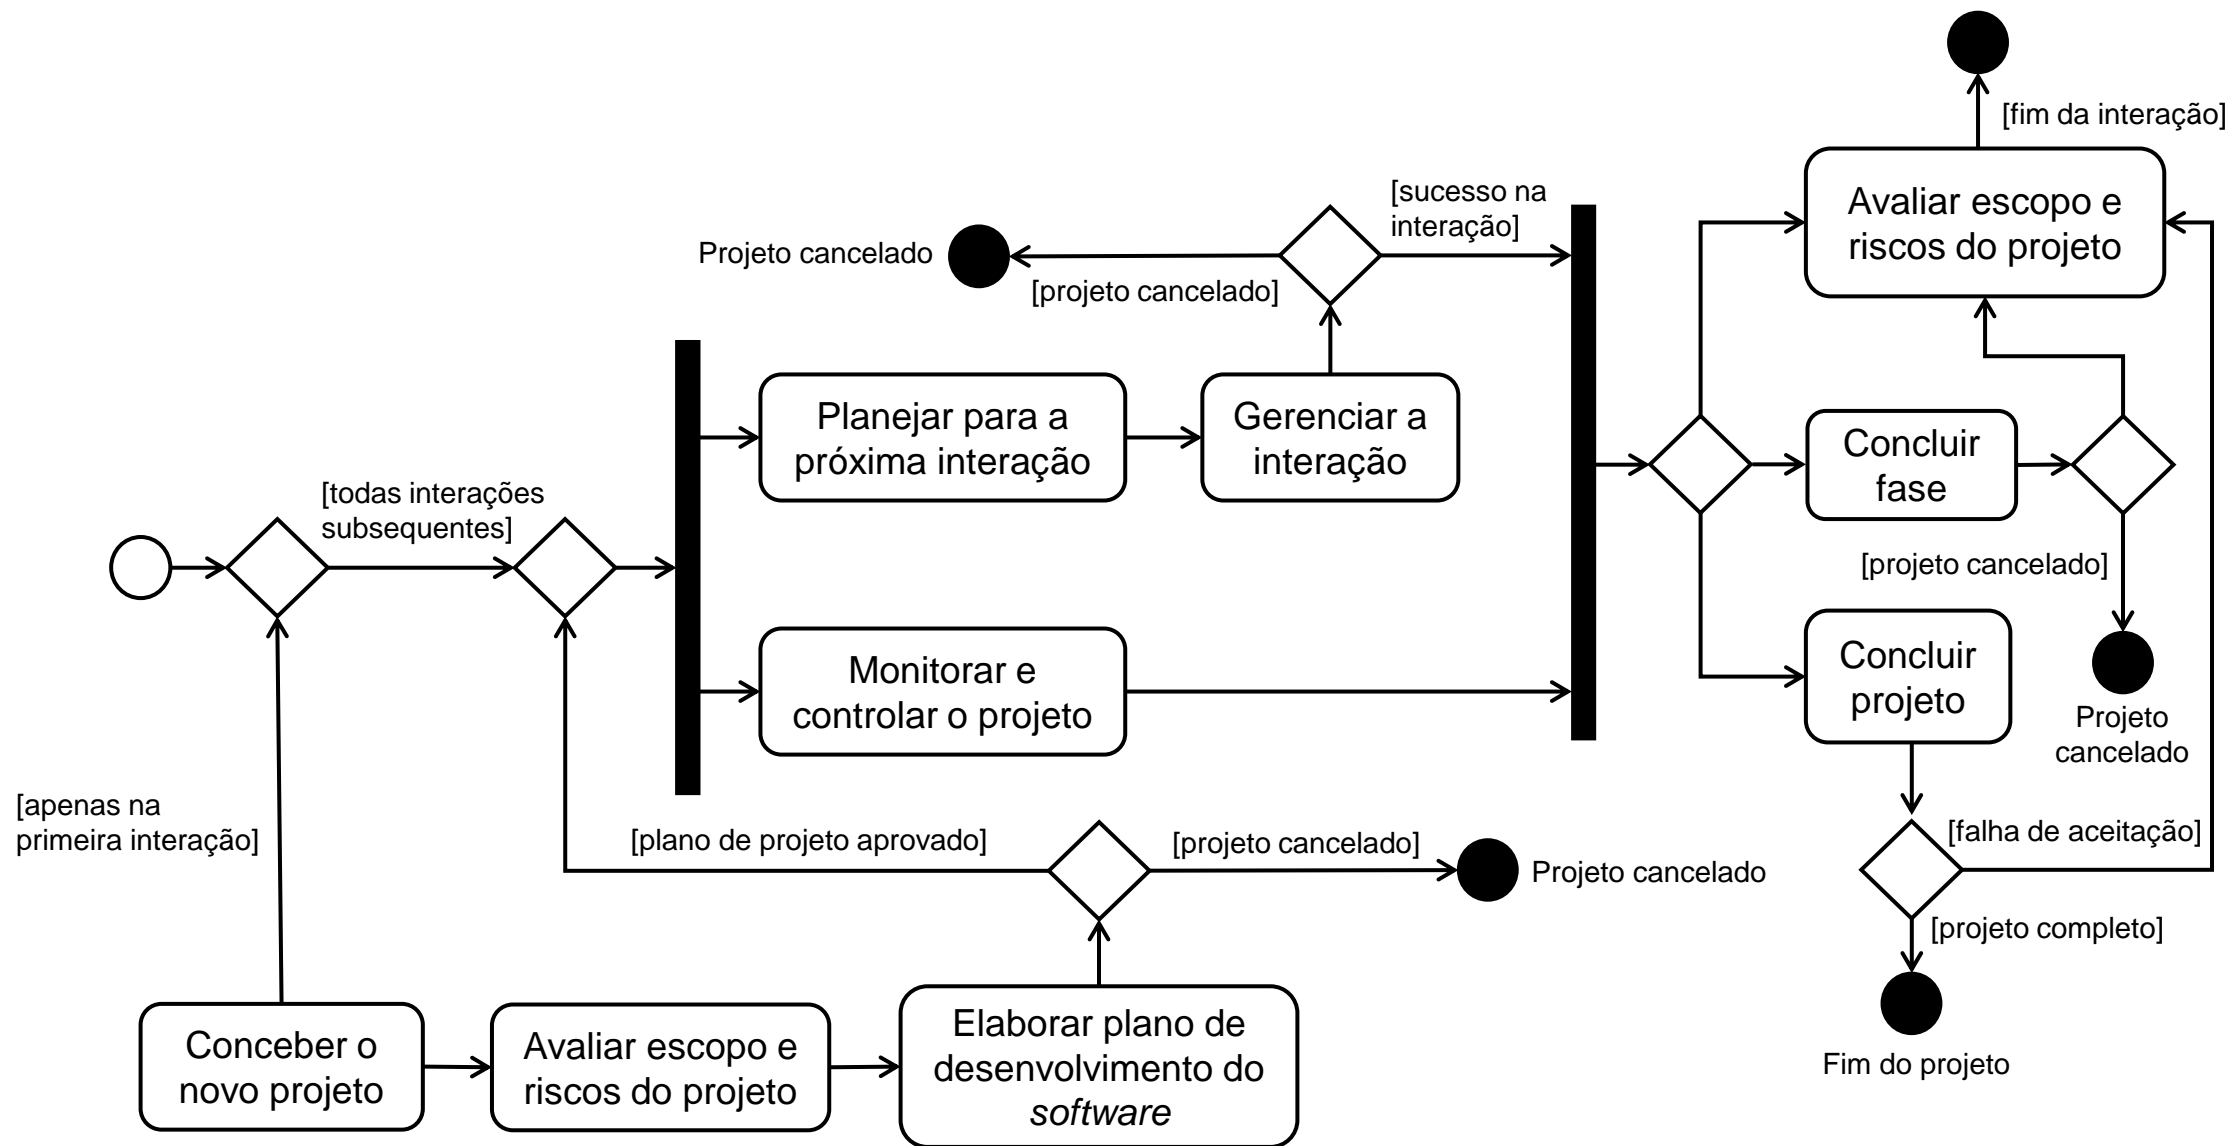 [fim da interação]
Avaliar escopo e
riscos do projeto
[sucesso na
interação]
Projeto cancelado
[projeto cancelado]
Planejar para a
próxima interação
Gerenciar a
interação
Concluir
fase
[todas interações
subsequentes]
[projeto cancelado]
Monitorar e
controlar o projeto
Concluir
projeto
Projeto
cancelado
[apenas na
primeira interação]
[plano de projeto aprovado]
[projeto cancelado]
Projeto cancelado
[falha de aceitação]
[projeto completo]
Fim do projeto
Conceber o
novo projeto
Avaliar escopo e
riscos do projeto
Elaborar plano de
desenvolvimento do
software